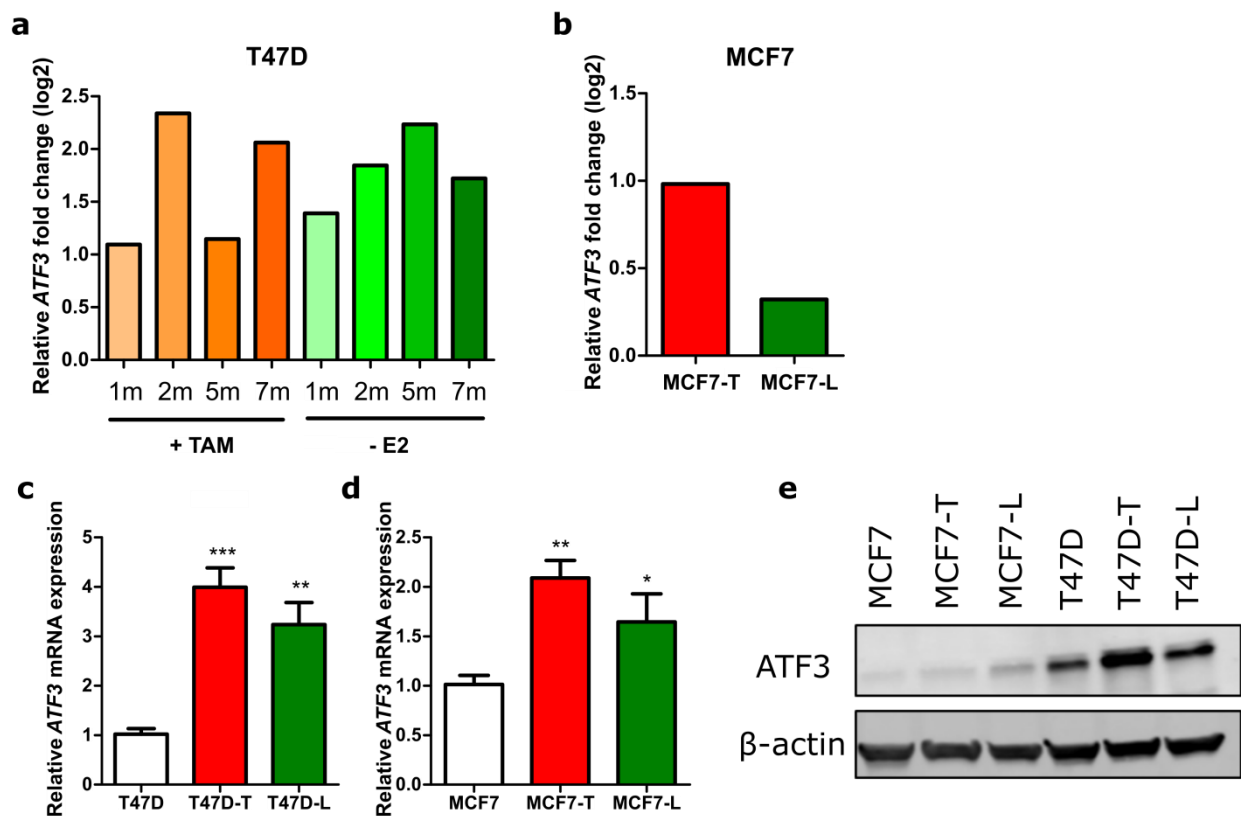 a
T47D
Relative ATF3 fold change (log2)
2.5
2.0
1.5
1.0
0.5
0.0
1m 2m 5m 7m 1m 2m 5m 7m
+ TAM - E2
b
MCF7
Relative ATF3 fold change (log2)
1.5
1.0
0.5
0.0
MCF7-T MCF7-L
c
Relative ATF3 mRNA expression
5
4
3
2
1
0
*** **
T47D T47D-T T47D-L
d
Relative ATF3 mRNA expression
2.5
2.0
1.5
1.0
0.5
0.0
** *
MCF7 MCF7-T MCF7-L
e
MCF7 MCF7-T MCF7-L T47D T47D-T T47D-L
ATF3
β-actin